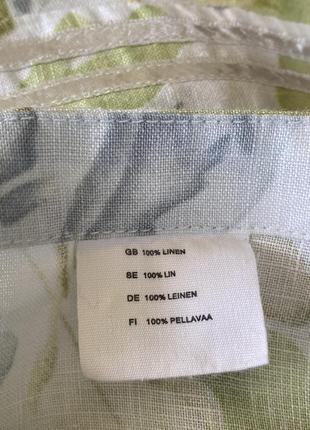 GB 100% LINEN
SE 100% LIN
DE 100% LEINEN
FI 100% PELLAVAA